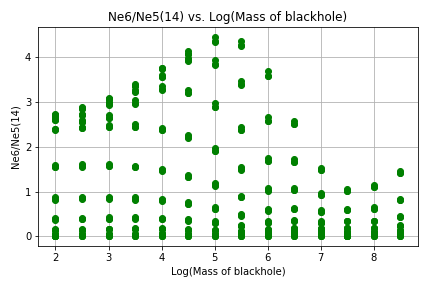 Ne6/Ne5(14) vs. Log(Mass of blackhole)
4
3
2
1
0
Ne6/Ne5(14)
2 3 4 5 6 7 8
Log(Mass of blackhole)